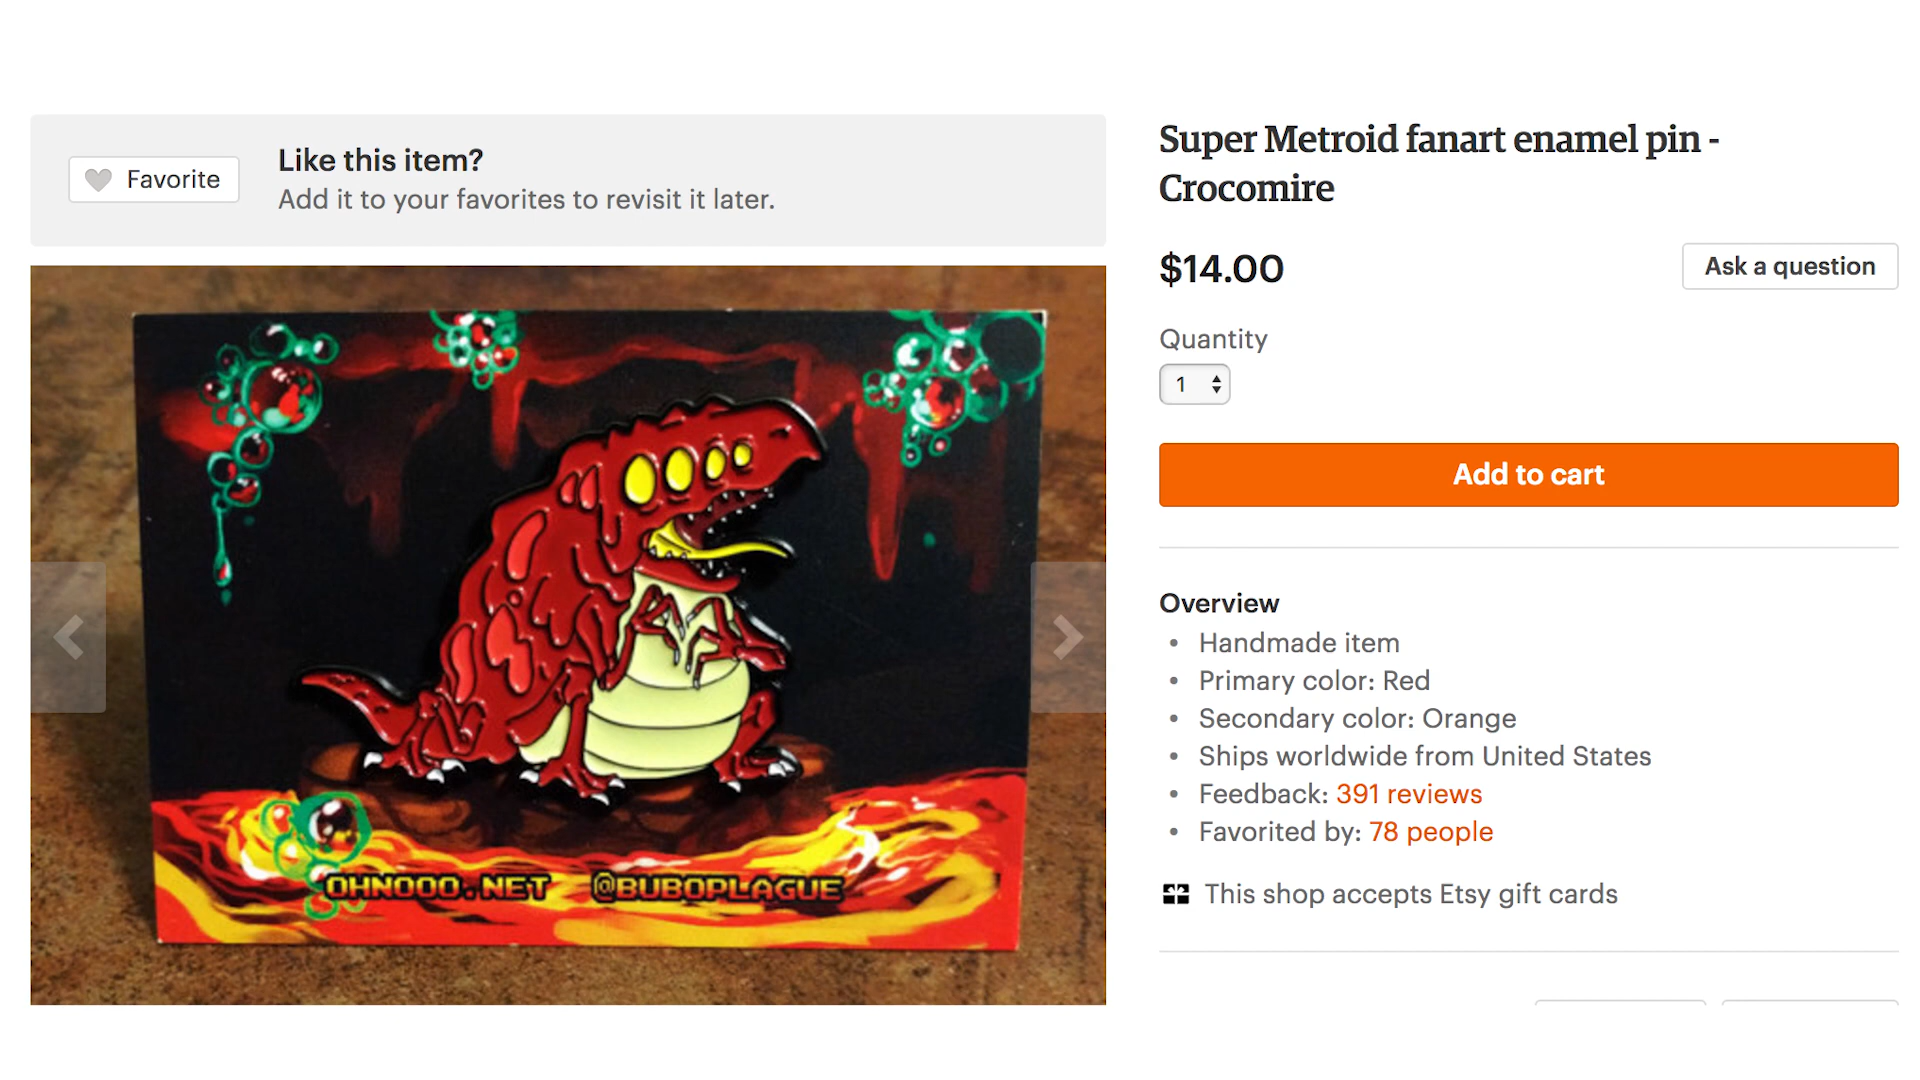 Favorite
Like this item?
Add it to your favorites to revisit it later.
OHNOOO.NET @BUBOPLAGUE
Super Metroid fanart enamel pin -
Crocomire
$14.00
Ask a question
Quantity
1
Add to cart
Overview
• Handmade item
• Primary color: Red
• Secondary color: Orange
• Ships worldwide from United States
• Feedback: 391 reviews
• Favorited by: 78 people
This shop accepts Etsy gift cards